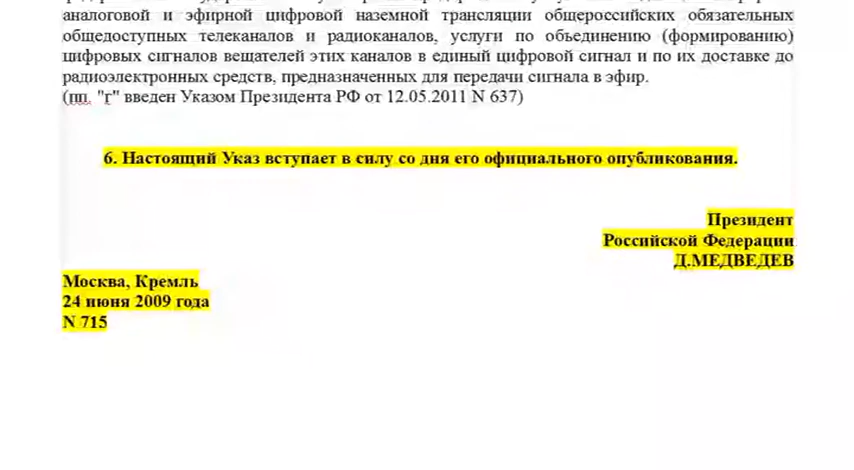 аналоговой и эфирной цифровой наземной трансляции общероссийских обязательных
общедоступных телеканалов и радиоканалов, услуги по объединению (формированию)
цифровых сигналов вещателей этих каналов в единый цифровой сигнал и по их доставке до
радиоэлектронных средств, предназначенных для передачи сигнала в эфир.
(пп. "г" введен Указом Президента РФ от 12.05.2011 N 637)
6. Настоящий Указ вступает в силу со дня его официального опубликования.
Президент
Российской Федерации
Д.МЕДВЕДЕВ
Москва, Кремль
24 июня 2009 года
N 715